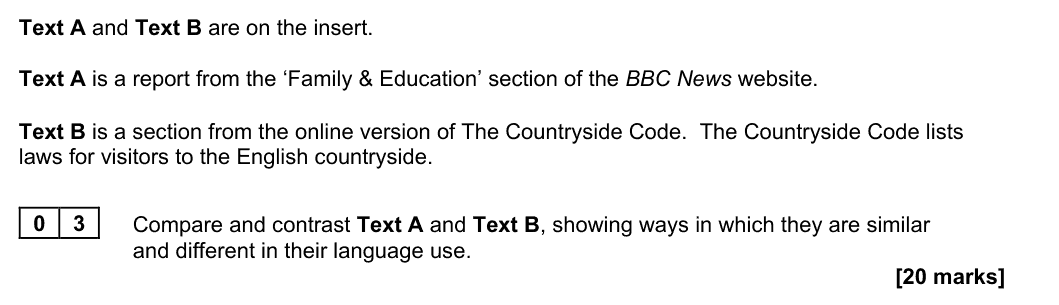 Text A and Text B are on the insert.
Text A is a report from the ‘Family & Education’ section of the BBC News website.
Text B is a section from the online version of The Countryside Code. The Countryside Code lists
laws for visitors to the English countryside.
0 3 Compare and contrast Text A and Text B, showing ways in which they are similar
and different in their language use.
[20 marks]